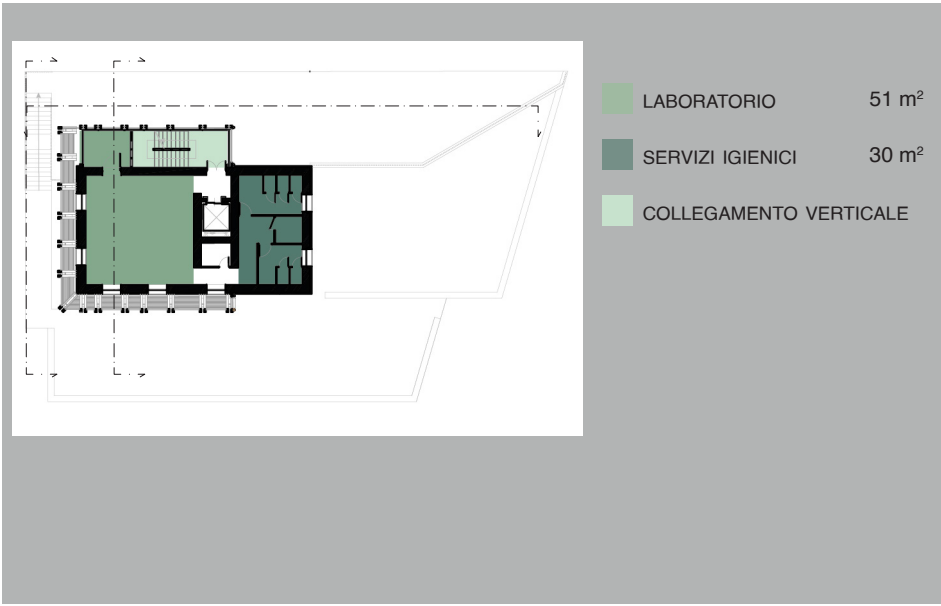 LABORATORIO 51 m²
SERVIZI IGIENICI 30 m²
COLLEGAMENTO VERTICALE